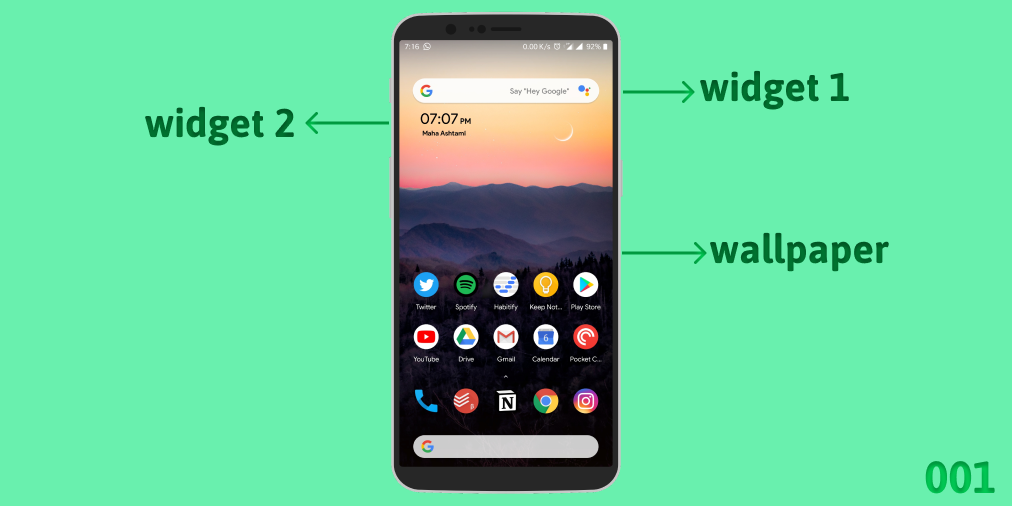 7:16
0.00 K/s
92%
Say "Hey Google"
widget 1
07:07 PM
Maha Ashtami
widget 2
wallpaper
Twitter
Spotify
Habitify
Keep Not...
Play Store
YouTube
Drive
Gmail
6
Calendar
Pocket C...
8
001